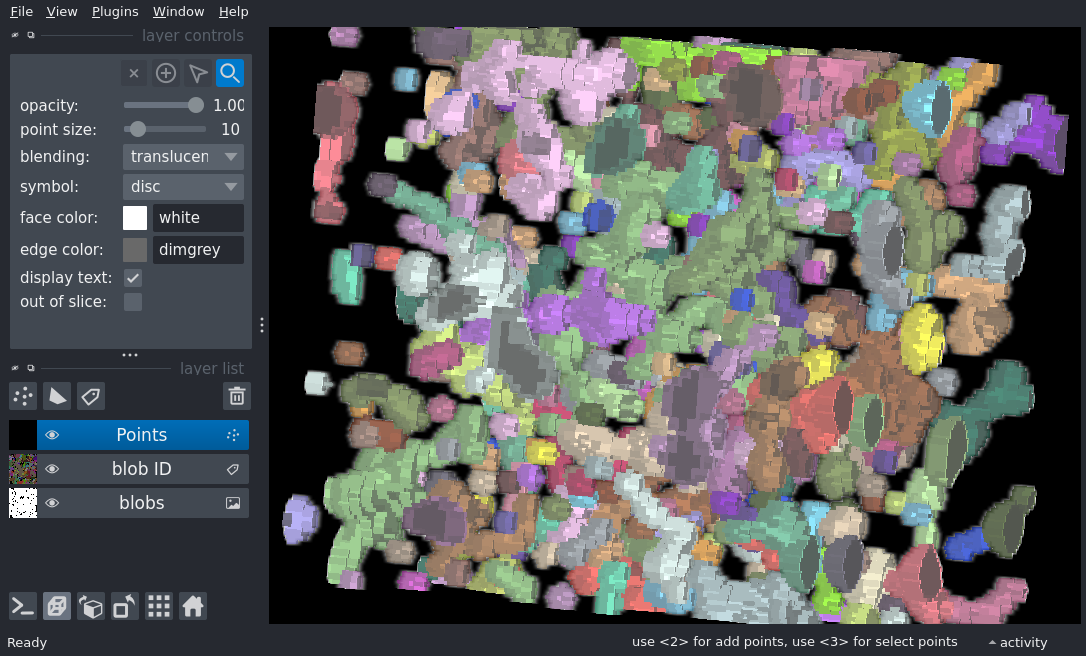 File View Plugins Window Help
layer controls
opacity: 1.00
point size: 10
blending: translucen
symbol: disc
face color: white
edge color: dimgrey
display text:
out of slice:
layer list
Points
blob ID
blobs
Ready use <2> for add points, use <3> for select points activity